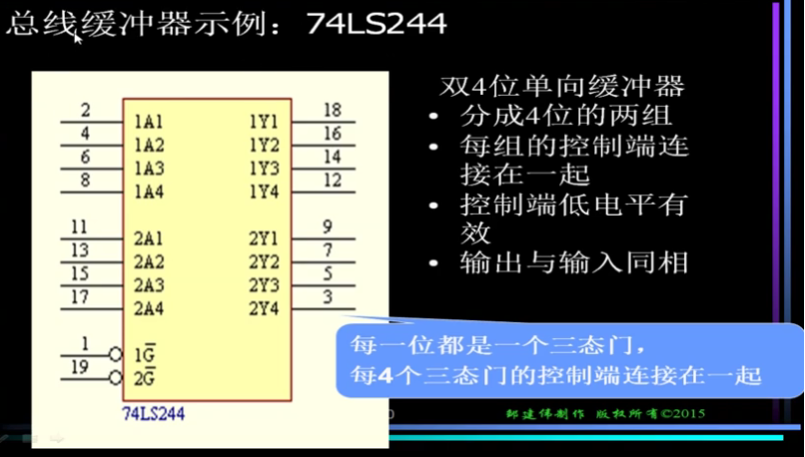 总线缓冲器示例：74LS244
双4位单向缓冲器
• 分成4位的两组
• 每组的控制端连
接在一起
• 控制端低电平有
效
• 输出与输入同相
2 1A1 1Y1 18
4 1A2 1Y2 16
6 1A3 1Y3 14
8 1A4 1Y4 12
11 2A1 2Y1 9
13 2A2 2Y2 7
15 2A3 2Y3 5
17 2A4 2Y4 3
1 1G̅
19 2G̅
74LS244
每一位都是一个三态门，
每4个三态门的控制端连接在一起
邹建伟制作 版权所有©2015